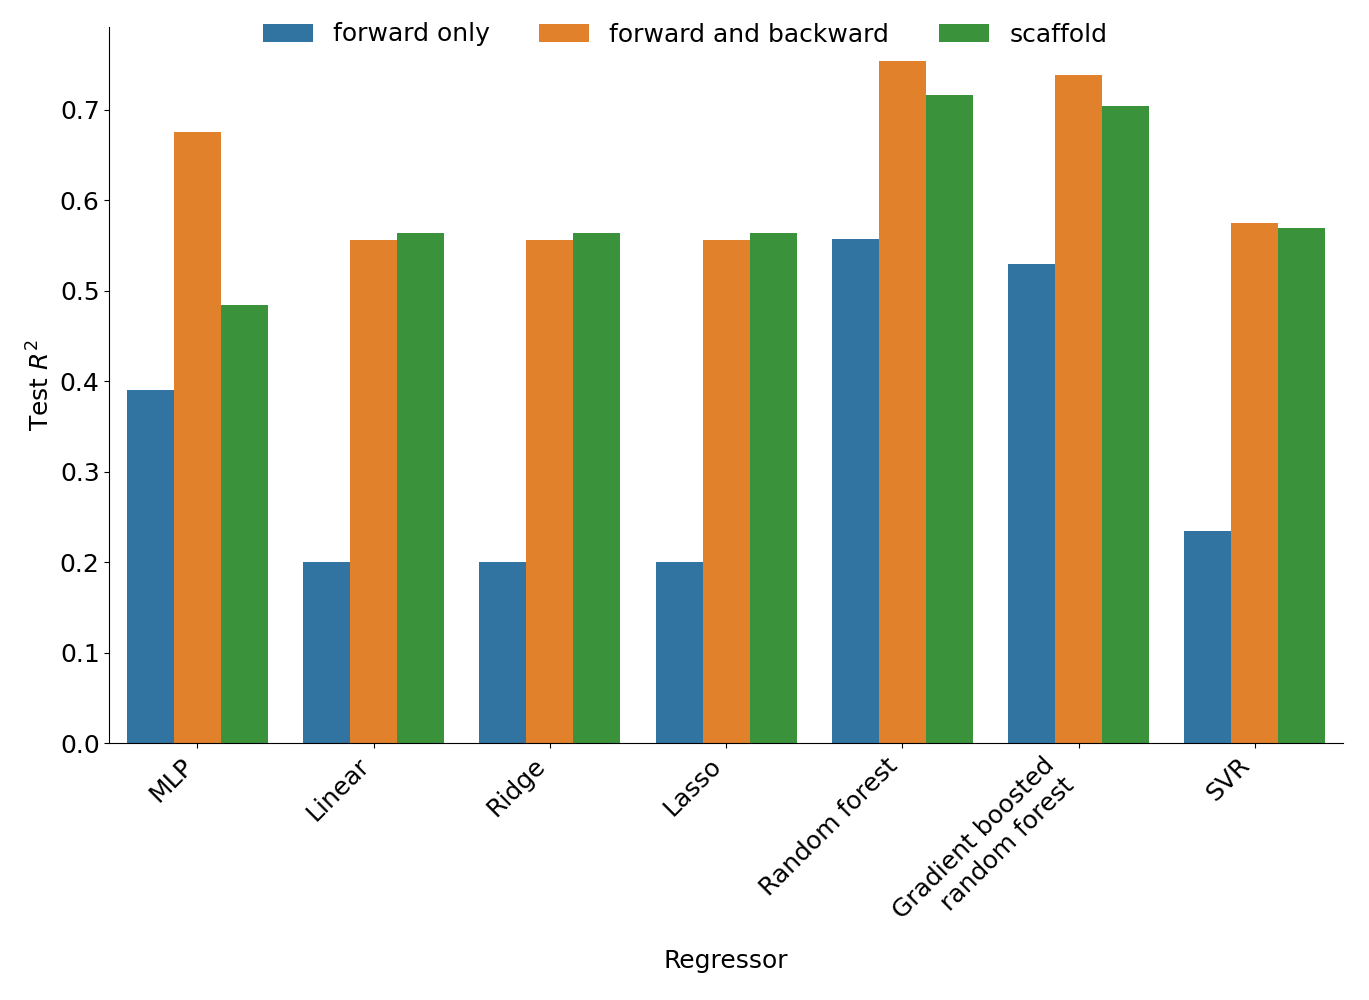 forward only forward and backward scaffold
0.7
0.6
0.5
0.4
0.3
0.2
0.1
0.0
Test R²
MLP
Linear
Ridge
Lasso
Random forest
Gradient boosted
random forest
SVR
Regressor